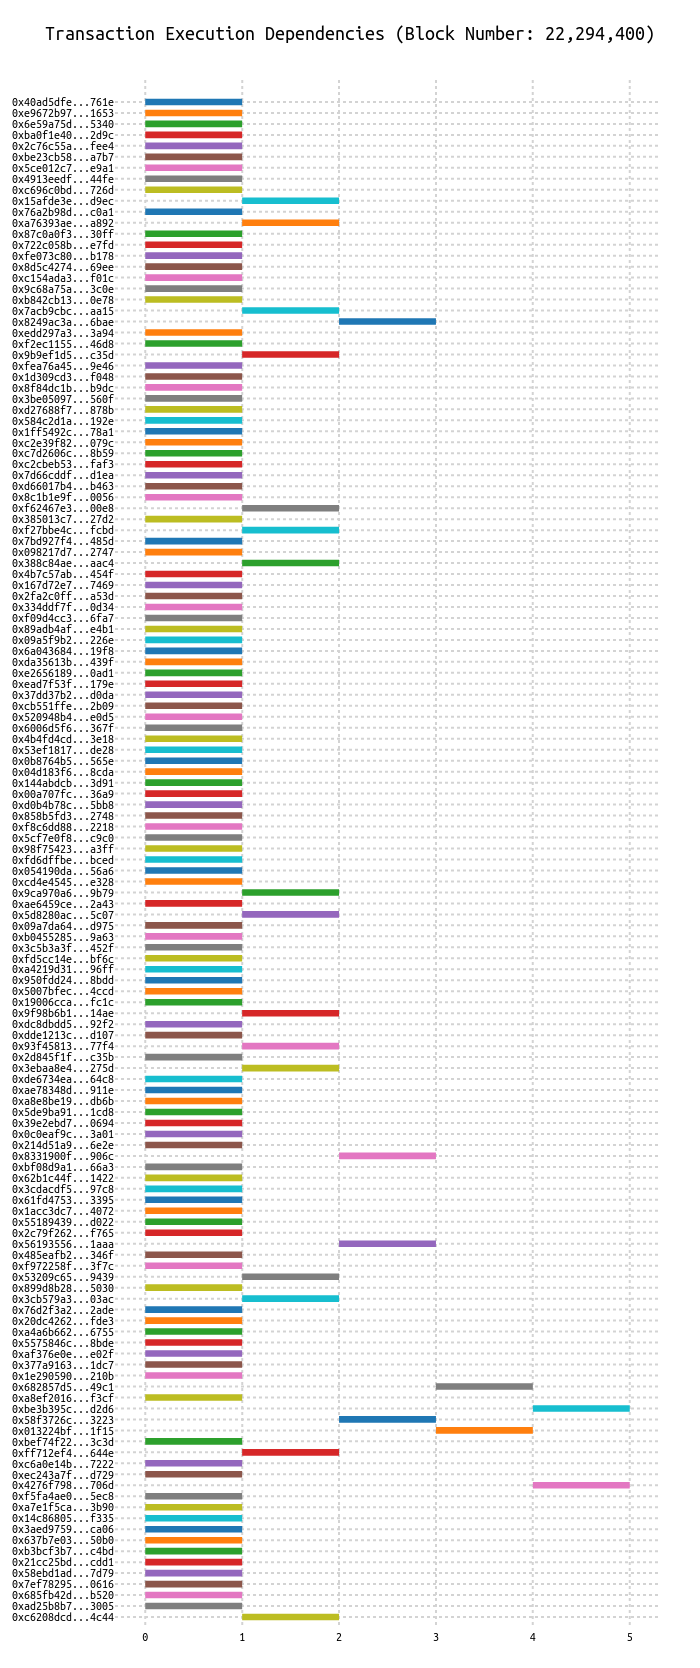 Transaction Execution Dependencies (Block Number: 22,294,400)
0x40ad5dfe...761e
0xe9672b97...1653
0x6e59a75d...5340
0xba0f1e40...2d9c
0x2c76c55a...fee4
0xbe23cb58...a7b7
0x5ce012c7...e9a1
0x4913eedf...44fe
0xc696c0bd...726d
0x15afde3e...d9ec
0x76a2b98d...c0a1
0xa76393ae...a892
0x87c0a0f3...30ff
0x722c058b...e7fd
0xfe073c80...b178
0x8d5c4274...69ee
0xc154ada3...f01c
0x9c68a75a...3c0e
0xb842cb13...0e78
0x7acb9cbc...aa15
0x8249ac3a...6bae
0xedd297a3...3a94
0xf2ec1155...46d8
0x9b9ef1d5...c35d
0xfea76a45...9e46
0x1d309cd3...f048
0x8f84dc1b...b9dc
0x3be05097...560f
0xd27688f7...878b
0x584c2d1a...192e
0x1ff5492c...78a1
0xc2e39f82...079c
0xc7d2606c...8b59
0xc2cbeb53...faf3
0x7d66cddf...d1ea
0xd66017b4...b463
0x8c1b1e9f...0056
0xf62467e3...00e8
0x385013c7...27d2
0xf27bbe4c...fcbd
0x7bd927f4...485d
0x098217d7...2747
0x388c84ae...aac4
0x4b7c57ab...454f
0x167d72e7...7469
0x2fa2c0ff...a53d
0x334ddf7f...0d34
0xf09d4cc3...6fa7
0x89adb4af...e4b1
0x09a5f9b2...226e
0x6a043684...19f8
0xda35613b...439f
0xe2656189...0ad1
0xead7f53f...179e
0x37dd37b2...d0da
0xcb551ffe...2b09
0x520948b4...e0d5
0x6006d5f6...367f
0x4b4fd4cd...3e18
0x53ef1817...de28
0x0b8764b5...565e
0x04d183f6...8cda
0x144abdcb...3d91
0x00a707fc...36a9
0xd0b4b78c...5bb8
0x858b5fd3...2748
0xf8c6dd88...2218
0x5cf7e0f8...c9c0
0x98f75423...a3ff
0xfd6dffbe...bced
0x054190da...56a6
0xcd4e4545...e328
0x9ca970a6...9b79
0xae6459ce...2a43
0x5d8280ac...5c07
0x09a7da64...d975
0xb0455285...9a63
0x3c5b3a3f...452f
0xfd5cc14e...bf6c
0xa4219d31...96ff
0x950fdd24...8bdd
0x5007bfec...4ccd
0x19006cca...fc1c
0x9f98b6b1...14ae
0xdc8dbdd5...92f2
0xdde1213c...d107
0x93f45813...77f4
0x2d845f1f...c35b
0x3ebaa8e4...275d
0xde6734ea...64c8
0xae78348d...911e
0xa8e8be19...db6b
0x5de9ba91...1cd8
0x39e2ebd7...0694
0x0c0eaf9c...3a01
0x214d51a9...6e2e
0x8331900f...906c
0xbf08d9a1...66a3
0x62b1c44f...1422
0x3cdacdf5...97c8
0x61fd4753...3395
0x1acc3dc7...4072
0x55189439...d022
0x2c79f262...f765
0x56193556...1aaa
0x485eafb2...346f
0xf972258f...3f7c
0x53209c65...9439
0x899d8b28...5030
0x3cb579a3...03ac
0x76d2f3a2...2ade
0x20dc4262...fde3
0xa4a6b662...6755
0x5575846c...8bde
0xaf376e0e...e02f
0x377a9163...1dc7
0x1e290590...210b
0x682857d5...49c1
0xa8ef2016...f3cf
0xbe3b395c...d2d6
0x58f3726c...3223
0x013224bf...1f15
0xbef74f22...3c3d
0xff712ef4...644e
0xc6a0e14b...7222
0xec243a7f...d729
0x4276f798...706d
0xf5fa4ae0...5ec8
0xa7e1f5ca...3b90
0x14c86805...f335
0x3aed9759...ca06
0x637b7e03...50b0
0xb3bcf3b7...c4bd
0x21cc25bd...cdd1
0x58ebd1ad...7d79
0x7ef78295...0616
0x685fb42d...b520
0xad25b8b7...3005
0xc6208dcd...4c44
0 1 2 3 4 5